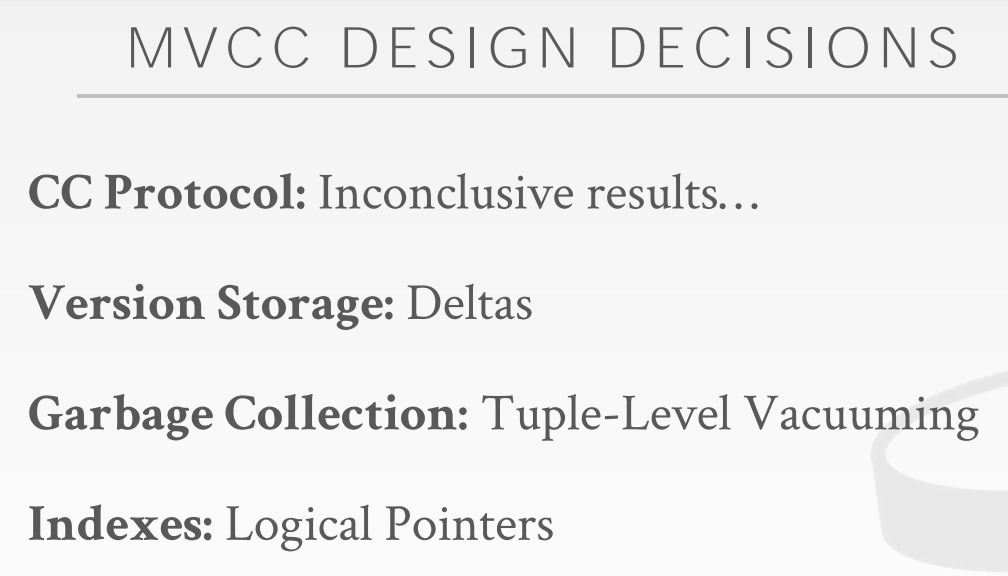 MVCC DESIGN DECISIONS
CC Protocol: Inconclusive results…
Version Storage: Deltas
Garbage Collection: Tuple-Level Vacuuming
Indexes: Logical Pointers